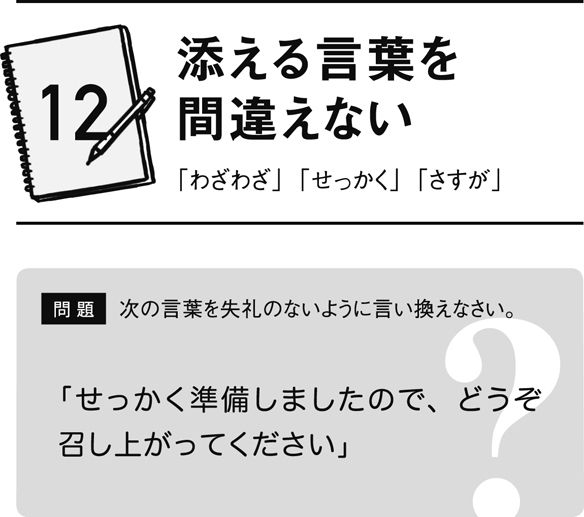 12
添える言葉を
間違えない
「わざわざ」「せっかく」「さすが」
問題 次の言葉を失礼のないように言い換えなさい。
「せっかく準備しましたので、どうぞ
召し上がってください」
?